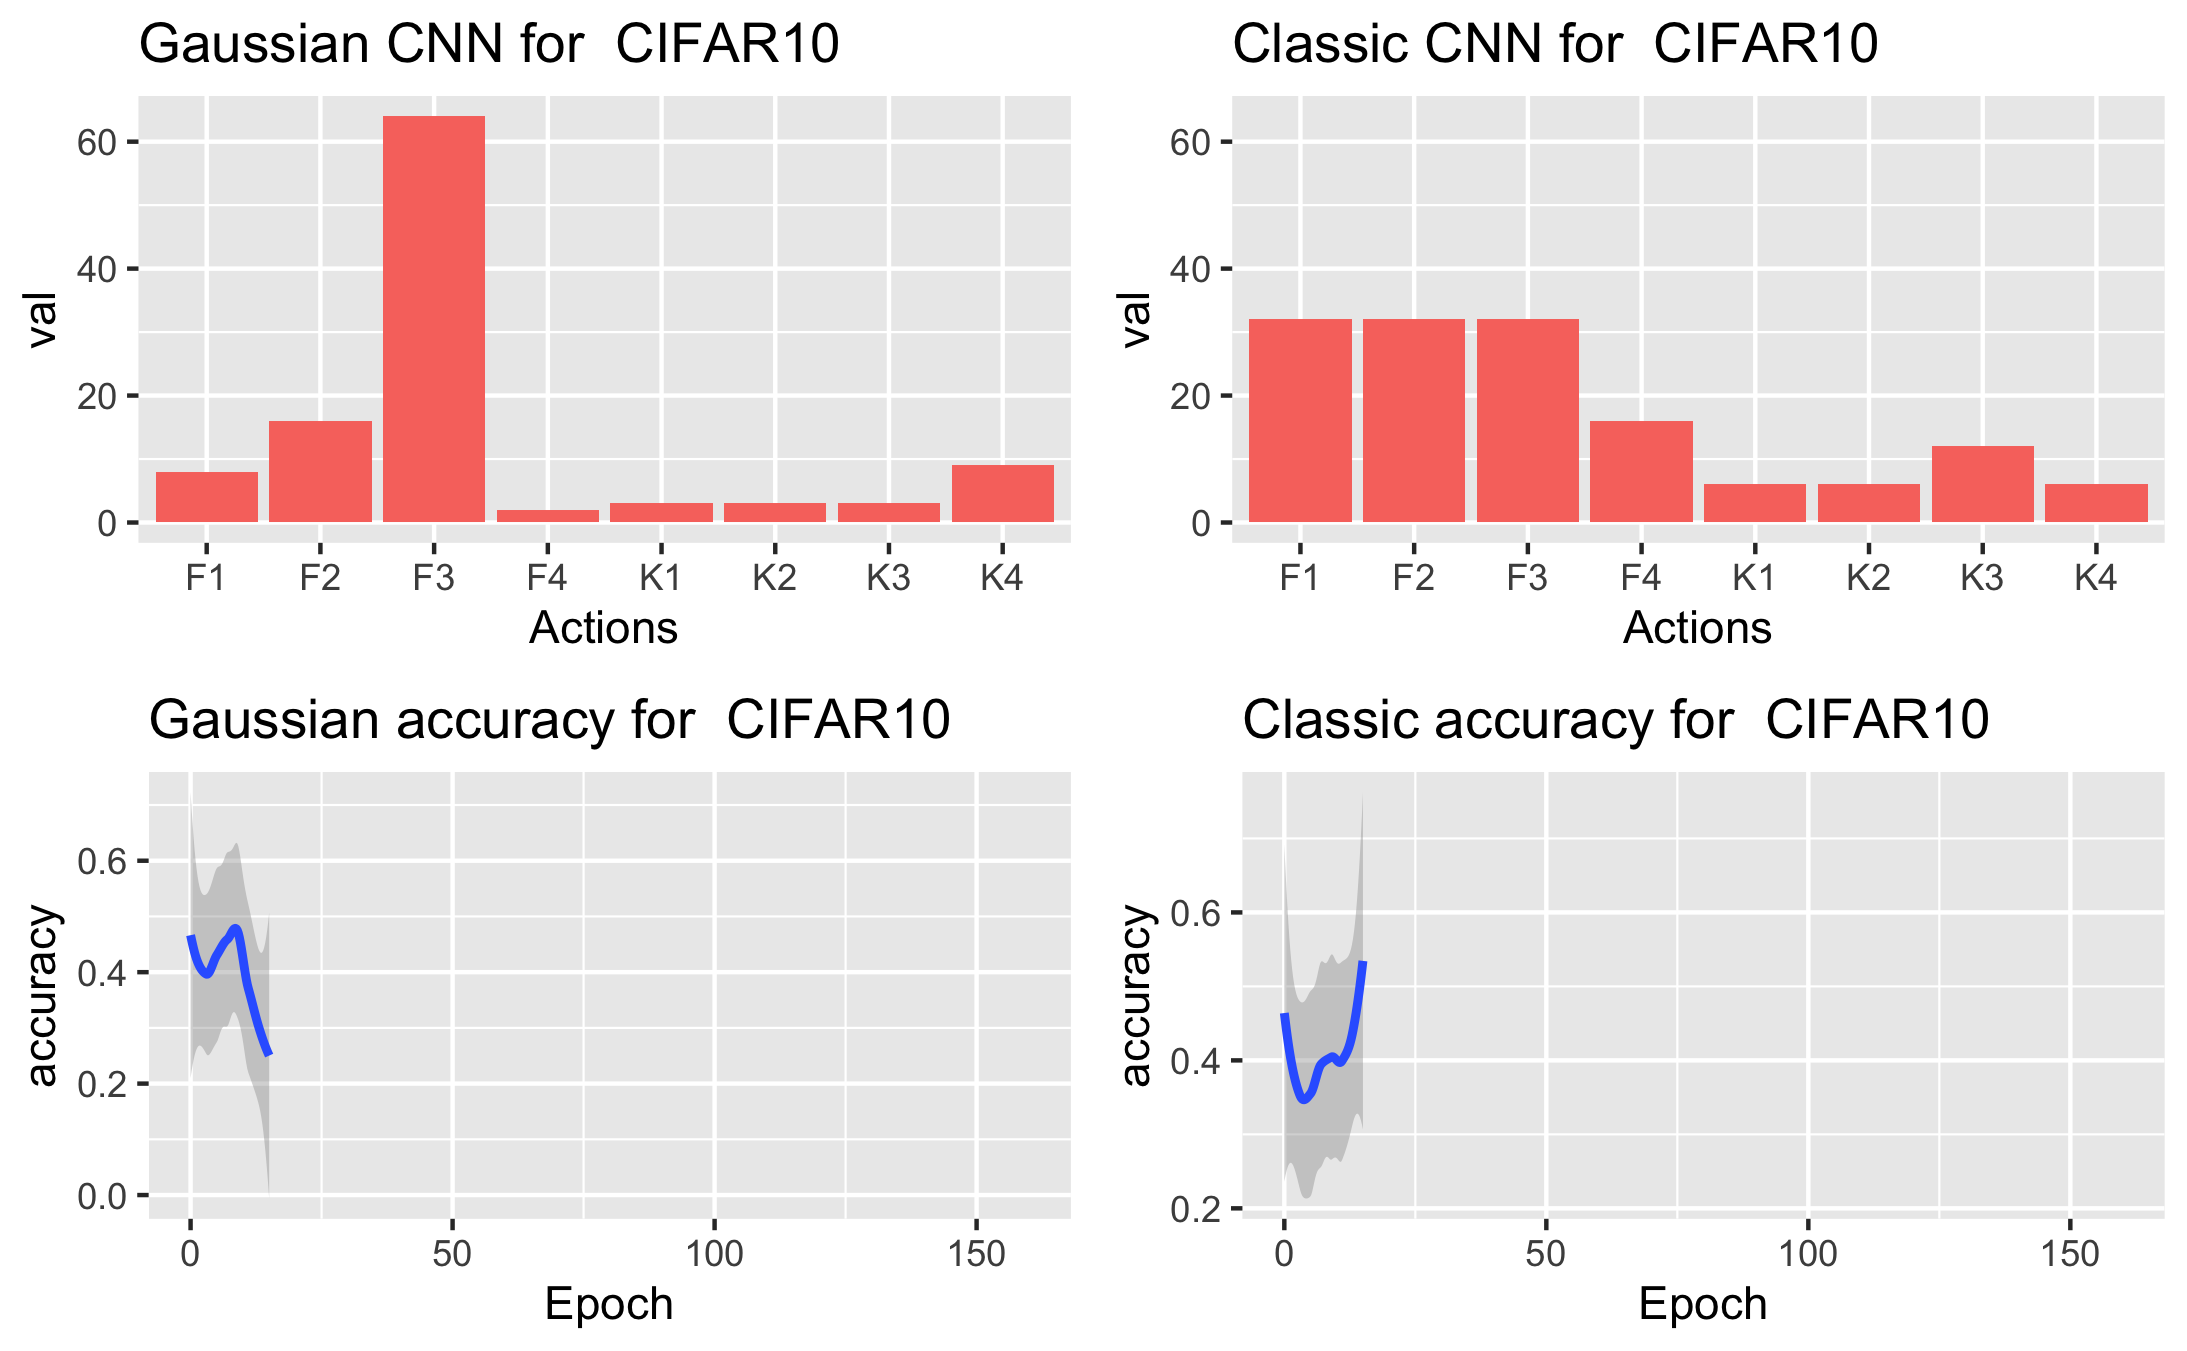 Gaussian CNN for  CIFAR10
val
60
40
20
0
F1 F2 F3 F4 K1 K2 K3 K4
Actions
Classic CNN for  CIFAR10
val
60
40
20
0
F1 F2 F3 F4 K1 K2 K3 K4
Actions
Gaussian accuracy for  CIFAR10
accuracy
0.6
0.4
0.2
0.0
0 50 100 150
Epoch
Classic accuracy for  CIFAR10
accuracy
0.6
0.4
0.2
0 50 100 150
Epoch